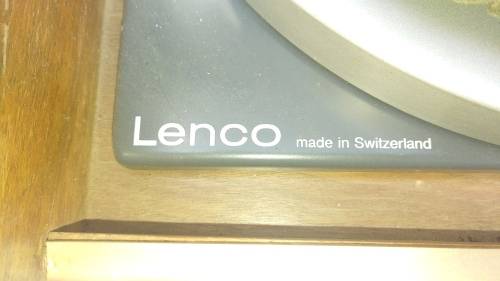 Lenco made in Switzerland